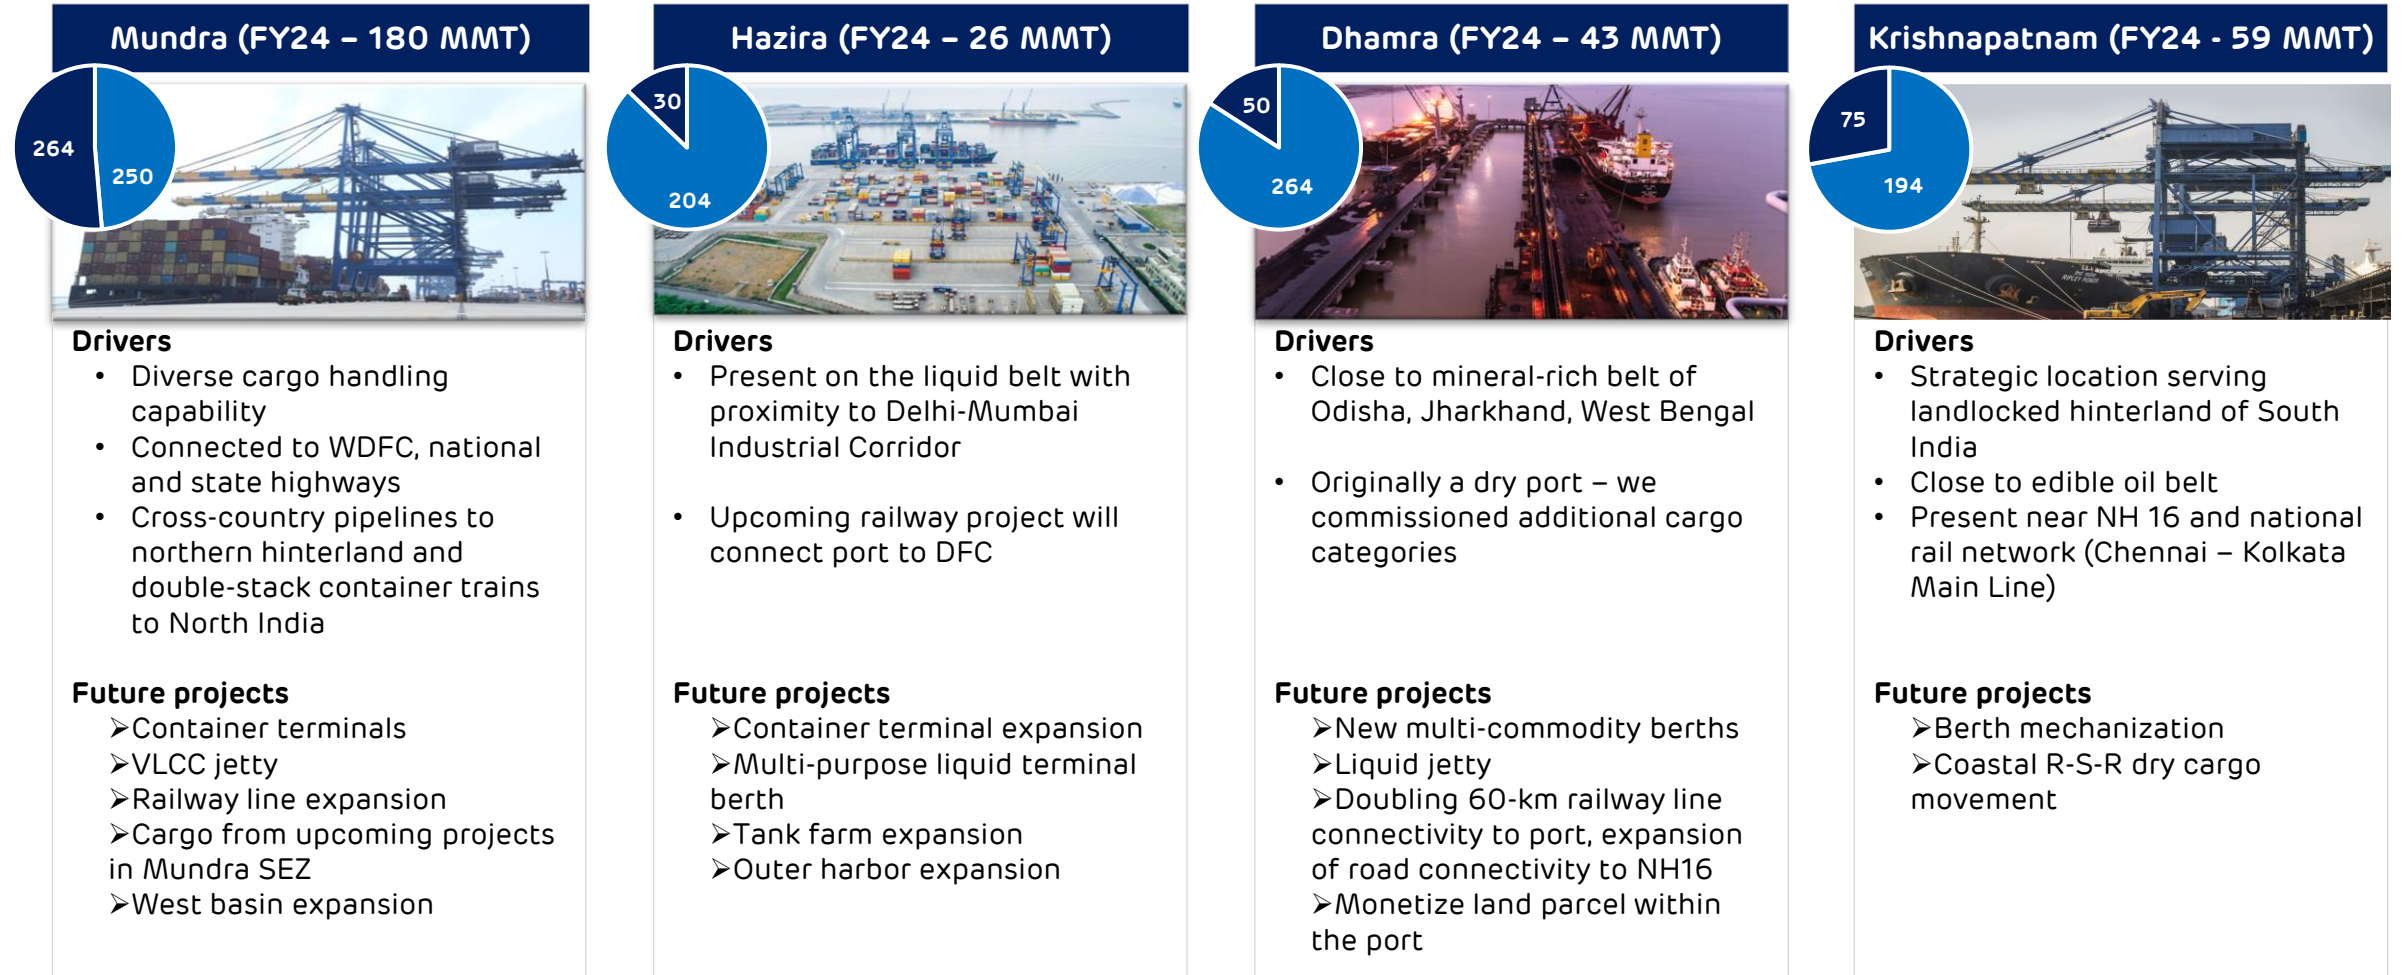 Mundra (FY24 – 180 MMT)
264
250
Drivers
• Diverse cargo handling
capability
• Connected to WDFC, national
and state highways
• Cross-country pipelines to
northern hinterland and
double-stack container trains
to North India
Future projects
➢Container terminals
➢VLCC jetty
➢Railway line expansion
➢Cargo from upcoming projects
in Mundra SEZ
➢West basin expansion
Hazira (FY24 – 26 MMT)
30
204
Drivers
• Present on the liquid belt with
proximity to Delhi-Mumbai
Industrial Corridor
• Upcoming railway project will
connect port to DFC
Future projects
➢Container terminal expansion
➢Multi-purpose liquid terminal
berth
➢Tank farm expansion
➢Outer harbor expansion
Dhamra (FY24 – 43 MMT)
50
264
Drivers
• Close to mineral-rich belt of
Odisha, Jharkhand, West Bengal
• Originally a dry port – we
commissioned additional cargo
categories
Future projects
➢New multi-commodity berths
➢Liquid jetty
➢Doubling 60-km railway line
connectivity to port, expansion
of road connectivity to NH16
➢Monetize land parcel within
the port
Krishnapatnam (FY24 - 59 MMT)
75
194
Drivers
• Strategic location serving
landlocked hinterland of South
India
• Close to edible oil belt
• Present near NH 16 and national
rail network (Chennai – Kolkata
Main Line)
Future projects
➢Berth mechanization
➢Coastal R-S-R dry cargo
movement